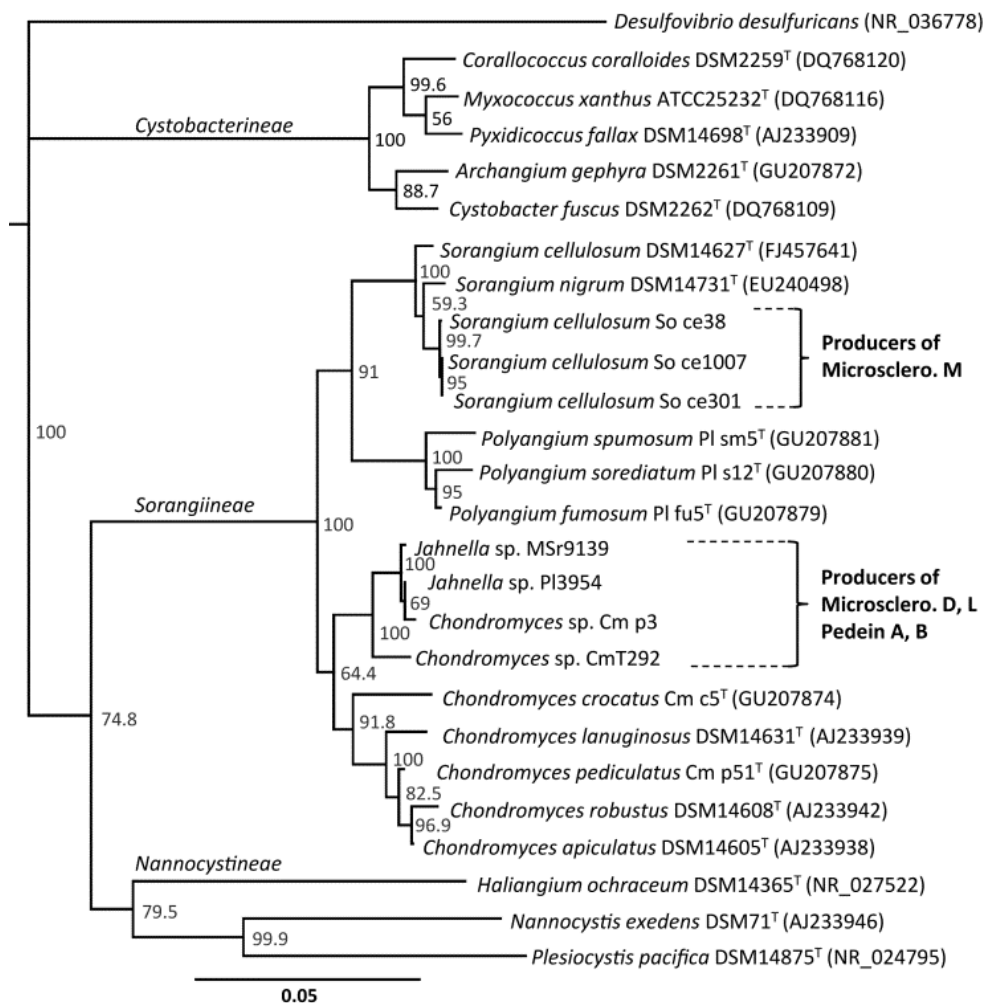 Desulfovibrio desulfuricans (NR_036778)
Corallococcus coralloides DSM2259ᵀ (DQ768120)
99.6
Myxococcus xanthus ATCC25232ᵀ (DQ768116)
56
Cystobacterineae
Pyxidicoccus fallax DSM14698ᵀ (AJ233909)
100
Archangium gephyra DSM2261ᵀ (GU207872)
88.7
Cystobacter fuscus DSM2262ᵀ (DQ768109)
Sorangium cellulosum DSM14627ᵀ (FJ457641)
100
Sorangium nigrum DSM14731ᵀ (EU240498)
59.3
Sorangium cellulosum So ce38
99.7
Sorangium cellulosum So ce1007
95
Sorangium cellulosum So ce301
Producers of
Microsclero. M
91
100
Polyangium spumosum Pl sm5ᵀ (GU207881)
100
Polyangium sorediatum Pl s12ᵀ (GU207880)
95
Polyangium fumosum Pl fu5ᵀ (GU207879)
Sorangiineae
100
Jahnella sp. MSr9139
100
Jahnella sp. Pl3954
69
Chondromyces sp. Cm p3
100
Chondromyces sp. CmT292
Producers of
Microsclero. D, L
Pedein A, B
64.4
Chondromyces crocatus Cm c5ᵀ (GU207874)
74.8
91.8
Chondromyces lanuginosus DSM14631ᵀ (AJ233939)
100
Chondromyces pediculatus Cm p51ᵀ (GU207875)
82.5
Chondromyces robustus DSM14608ᵀ (AJ233942)
96.9
Chondromyces apiculatus DSM14605ᵀ (AJ233938)
Nannocystineae
Haliangium ochraceum DSM14365ᵀ (NR_027522)
79.5
Nannocystis exedens DSM71ᵀ (AJ233946)
99.9
Plesiocystis pacifica DSM14875ᵀ (NR_024795)
0.05